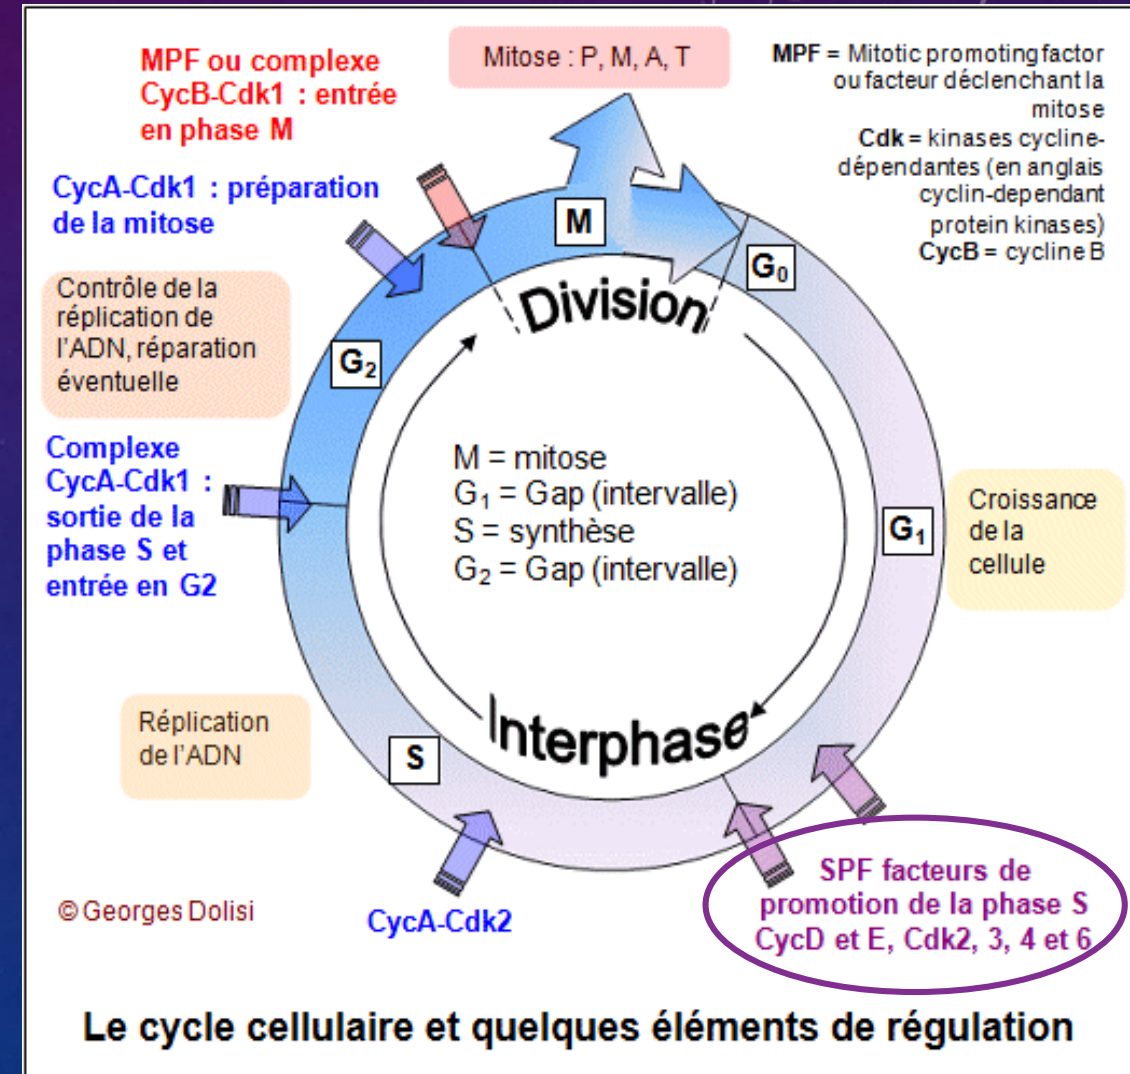 MPF ou complexe
CycB-Cdk1 : entrée
en phase M
Mitose : P, M, A, T
MPF = Mitotic promoting factor
ou facteur déclenchant la
mitose
Cdk = kinases cycline-
dépendantes (en anglais
cyclin-dependant
protein kinases)
CycB = cycline B
CycA-Cdk1 : préparation
de la mitose
M
G₀
Division
Contrôle de la
réplication de
l'ADN, réparation
éventuelle
G₂
Complexe
CycA-Cdk1 :
sortie de la
phase S et
entrée en G2
M = mitose
G₁ = Gap (intervalle)
S = synthèse
G₂ = Gap (intervalle)
G₁
Croissance
de la
cellule
Réplication
de l'ADN
S
Interphase
SPF facteurs de
promotion de la phase S
CycD et E, Cdk2, 3, 4 et 6
© Georges Dolisi
CycA-Cdk2
Le cycle cellulaire et quelques éléments de régulation